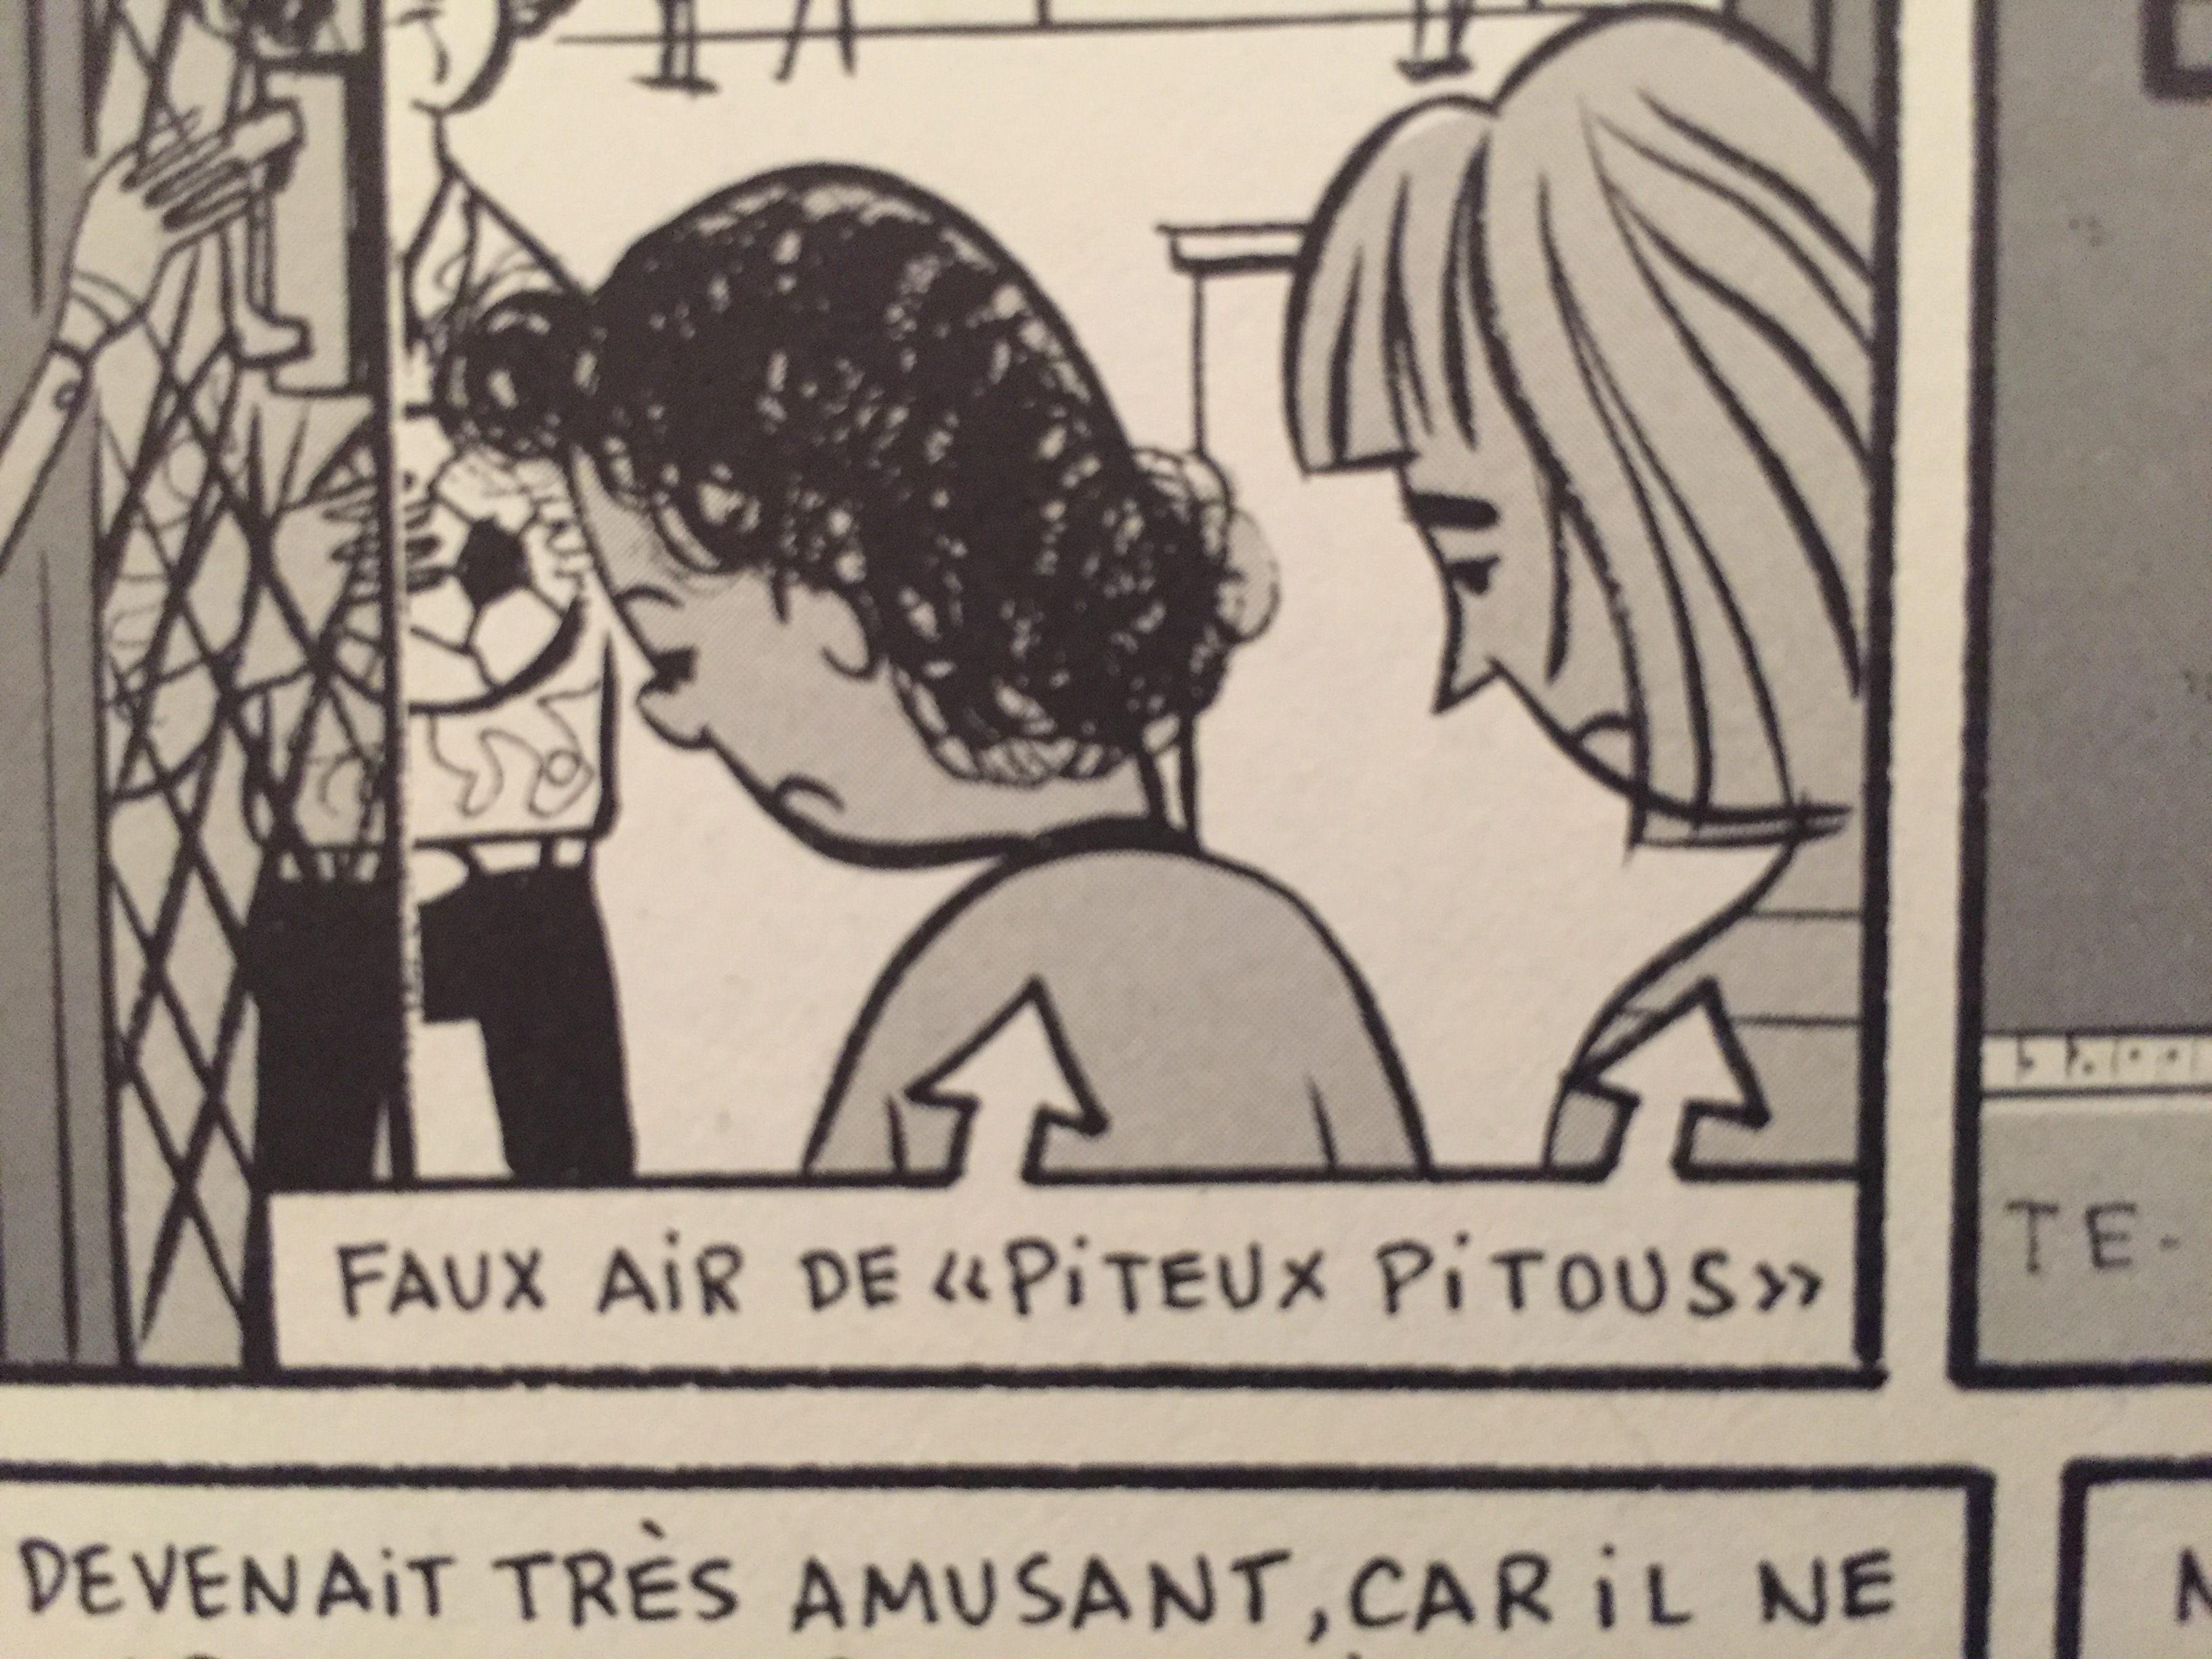 FAUX AiR DE «PiTEUX PiTOUS»
TE-
DEVENAiT TRÈS AMUSANT, CAR iL NE